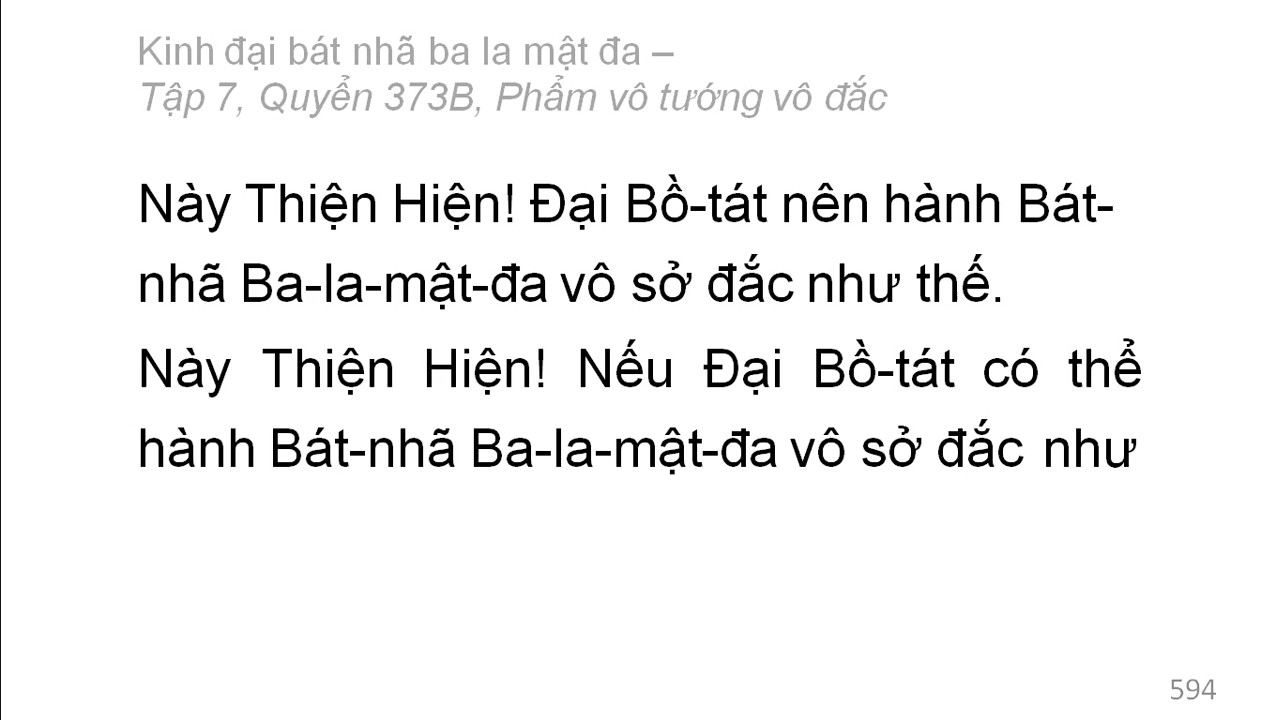 Kinh đại bát nhã ba la mật đa –
Tập 7, Quyển 373B, Phẩm vô tướng vô đắc
Này Thiện Hiện! Đại Bồ-tát nên hành Bát-
nhã Ba-la-mật-đa vô sở đắc như thế.
Này Thiện Hiện! Nếu Đại Bồ-tát có thể
hành Bát-nhã Ba-la-mật-đa vô sở đắc như
594